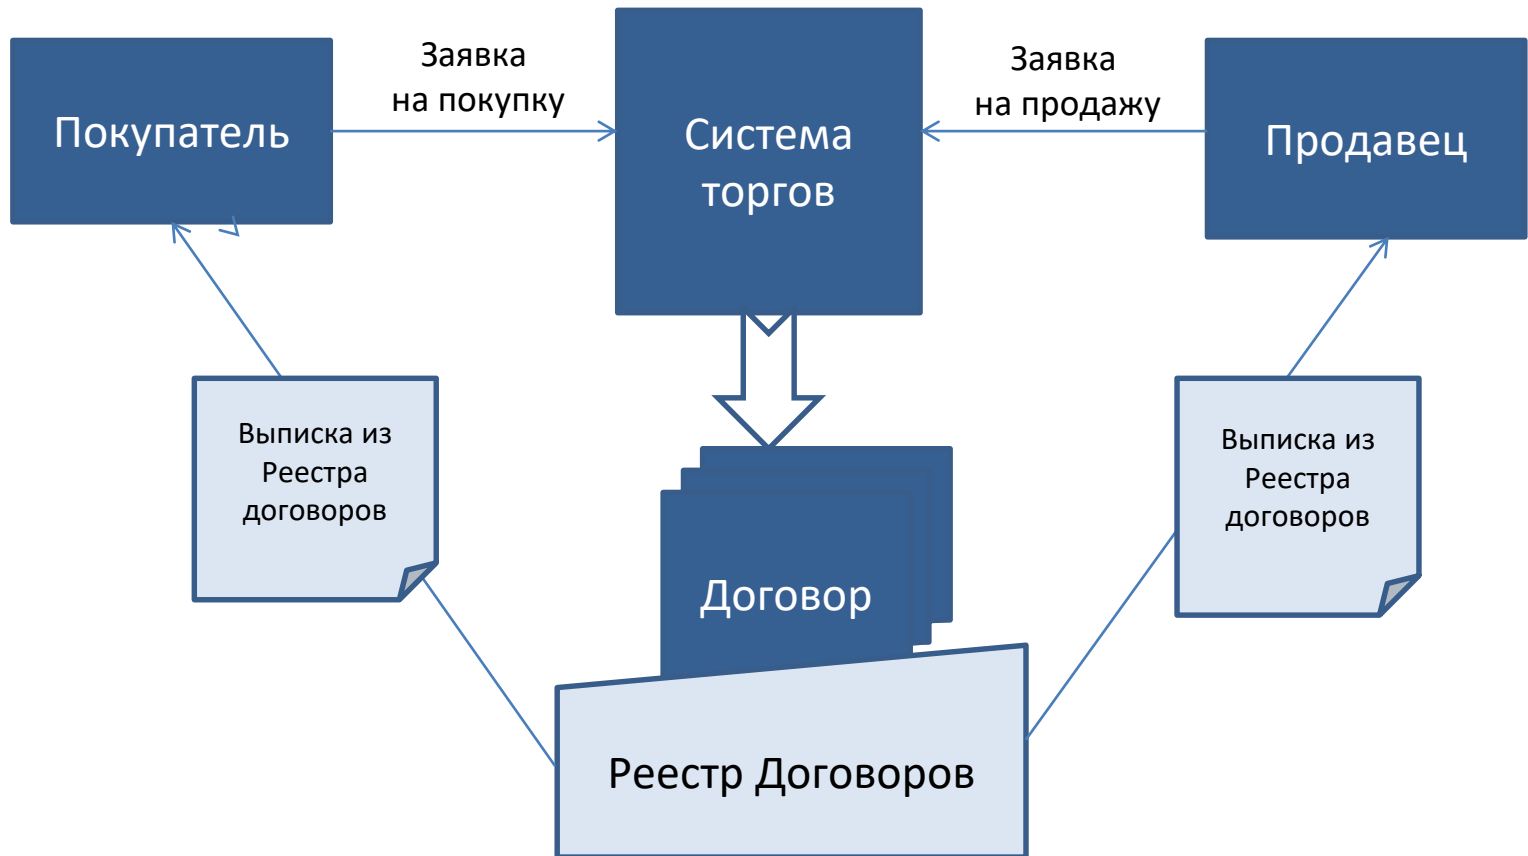 Заявка
на покупку
Заявка
на продажу
Покупатель
Система
торгов
Продавец
Выписка из
Реестра
договоров
Выписка из
Реестра
договоров
Договор
Реестр Договоров